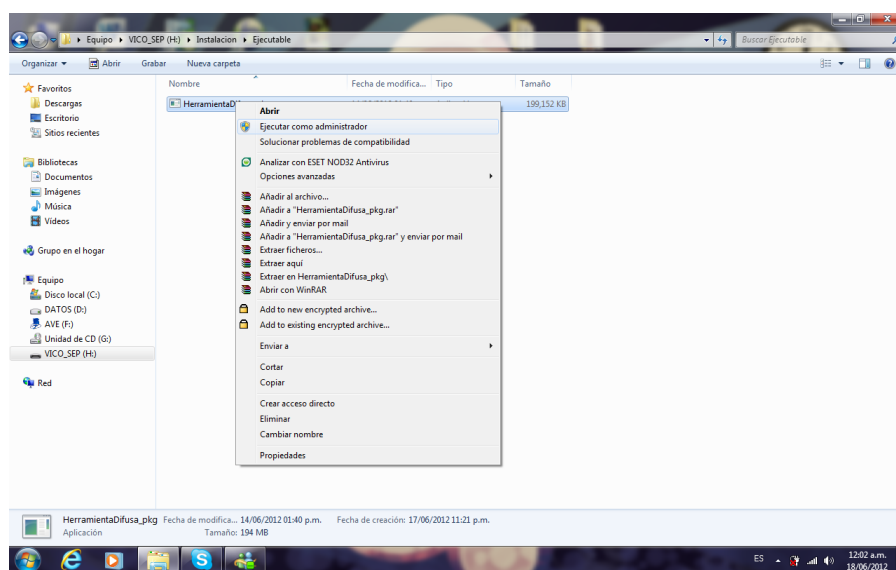 Equipo ▸ VICO_SEP (H:) ▸ Instalacion ▸ Ejecutable
Buscar Ejecutable
Organizar Abrir Grabar Nueva carpeta
Nombre Fecha de modifica... Tipo Tamaño
HerramientaD 199,152 KB
Favoritos
Descargas
Escritorio
Sitios recientes
Bibliotecas
Documentos
Imágenes
Música
Vídeos
Grupo en el hogar
Equipo
Disco local (C:)
DATOS (D:)
AVE (F:)
Unidad de CD (G:)
VICO_SEP (H:)
Red
Abrir
Ejecutar como administrador
Solucionar problemas de compatibilidad
Analizar con ESET NOD32 Antivirus
Opciones avanzadas
Añadir al archivo...
Añadir a "HerramientaDifusa_pkg.rar"
Añadir y enviar por mail
Añadir a "HerramientaDifusa_pkg.rar" y enviar por mail
Extraer ficheros...
Extraer aquí
Extraer en HerramientaDifusa_pkg\
Abrir con WinRAR
Add to new encrypted archive...
Add to existing encrypted archive...
Enviar a
Cortar
Copiar
Crear acceso directo
Eliminar
Cambiar nombre
Propiedades
HerramientaDifusa_pkg Fecha de modifica... 14/06/2012 01:40 p.m. Fecha de creación: 17/06/2012 11:21 p.m.
Aplicación Tamaño: 194 MB
ES 12:02 a.m.
18/06/2012